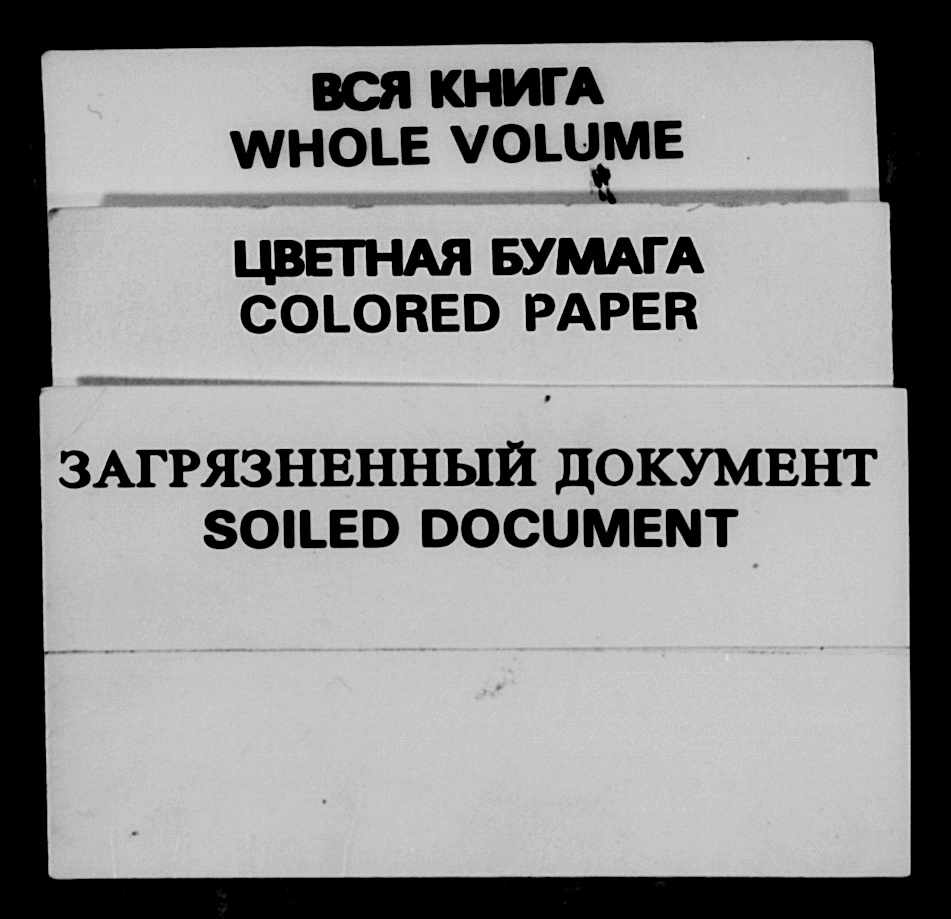 ВСЯ КНИГА
WHOLE VOLUME
ЦВЕТНАЯ БУМАГА
COLORED PAPER
ЗАГРЯЗНЕННЫЙ ДОКУМЕНТ
SOILED DOCUMENT